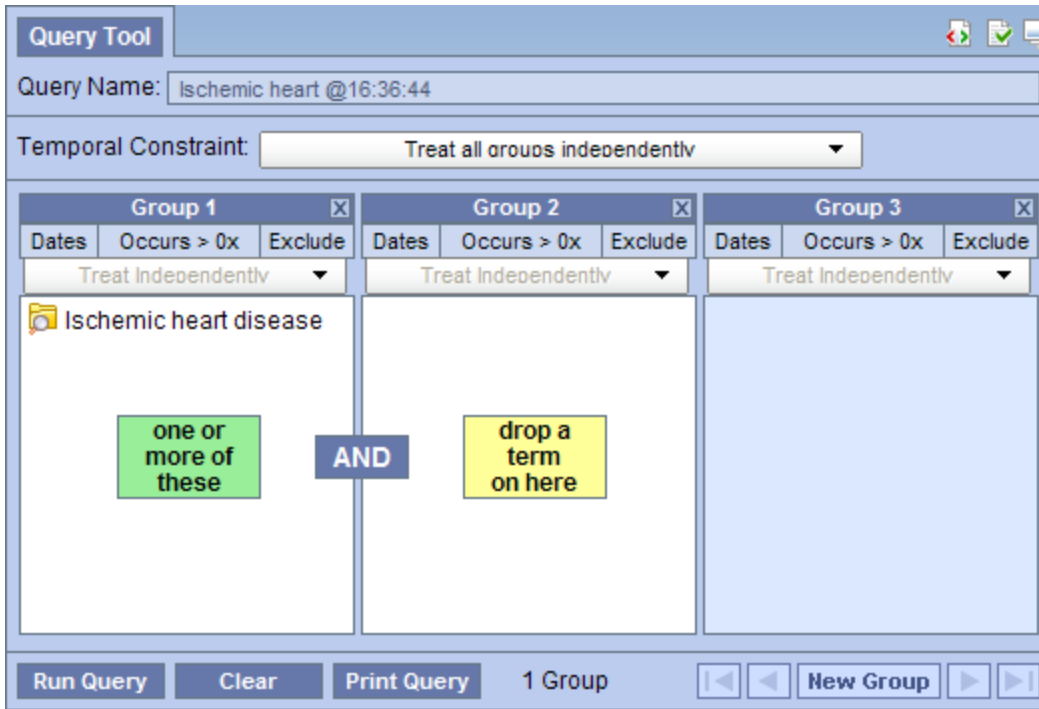 Query Tool
Query Name: Ischemic heart @16:36:44
Temporal Constraint: Treat all groups independently
Group 1 X Group 2 X Group 3 X
Dates Occurs > 0x Exclude Dates Occurs > 0x Exclude Dates Occurs > 0x Exclude
Treat Independently Treat Independently Treat Independently
Ischemic heart disease
one or
more of
these
AND
drop a
term
on here
Run Query Clear Print Query 1 Group New Group